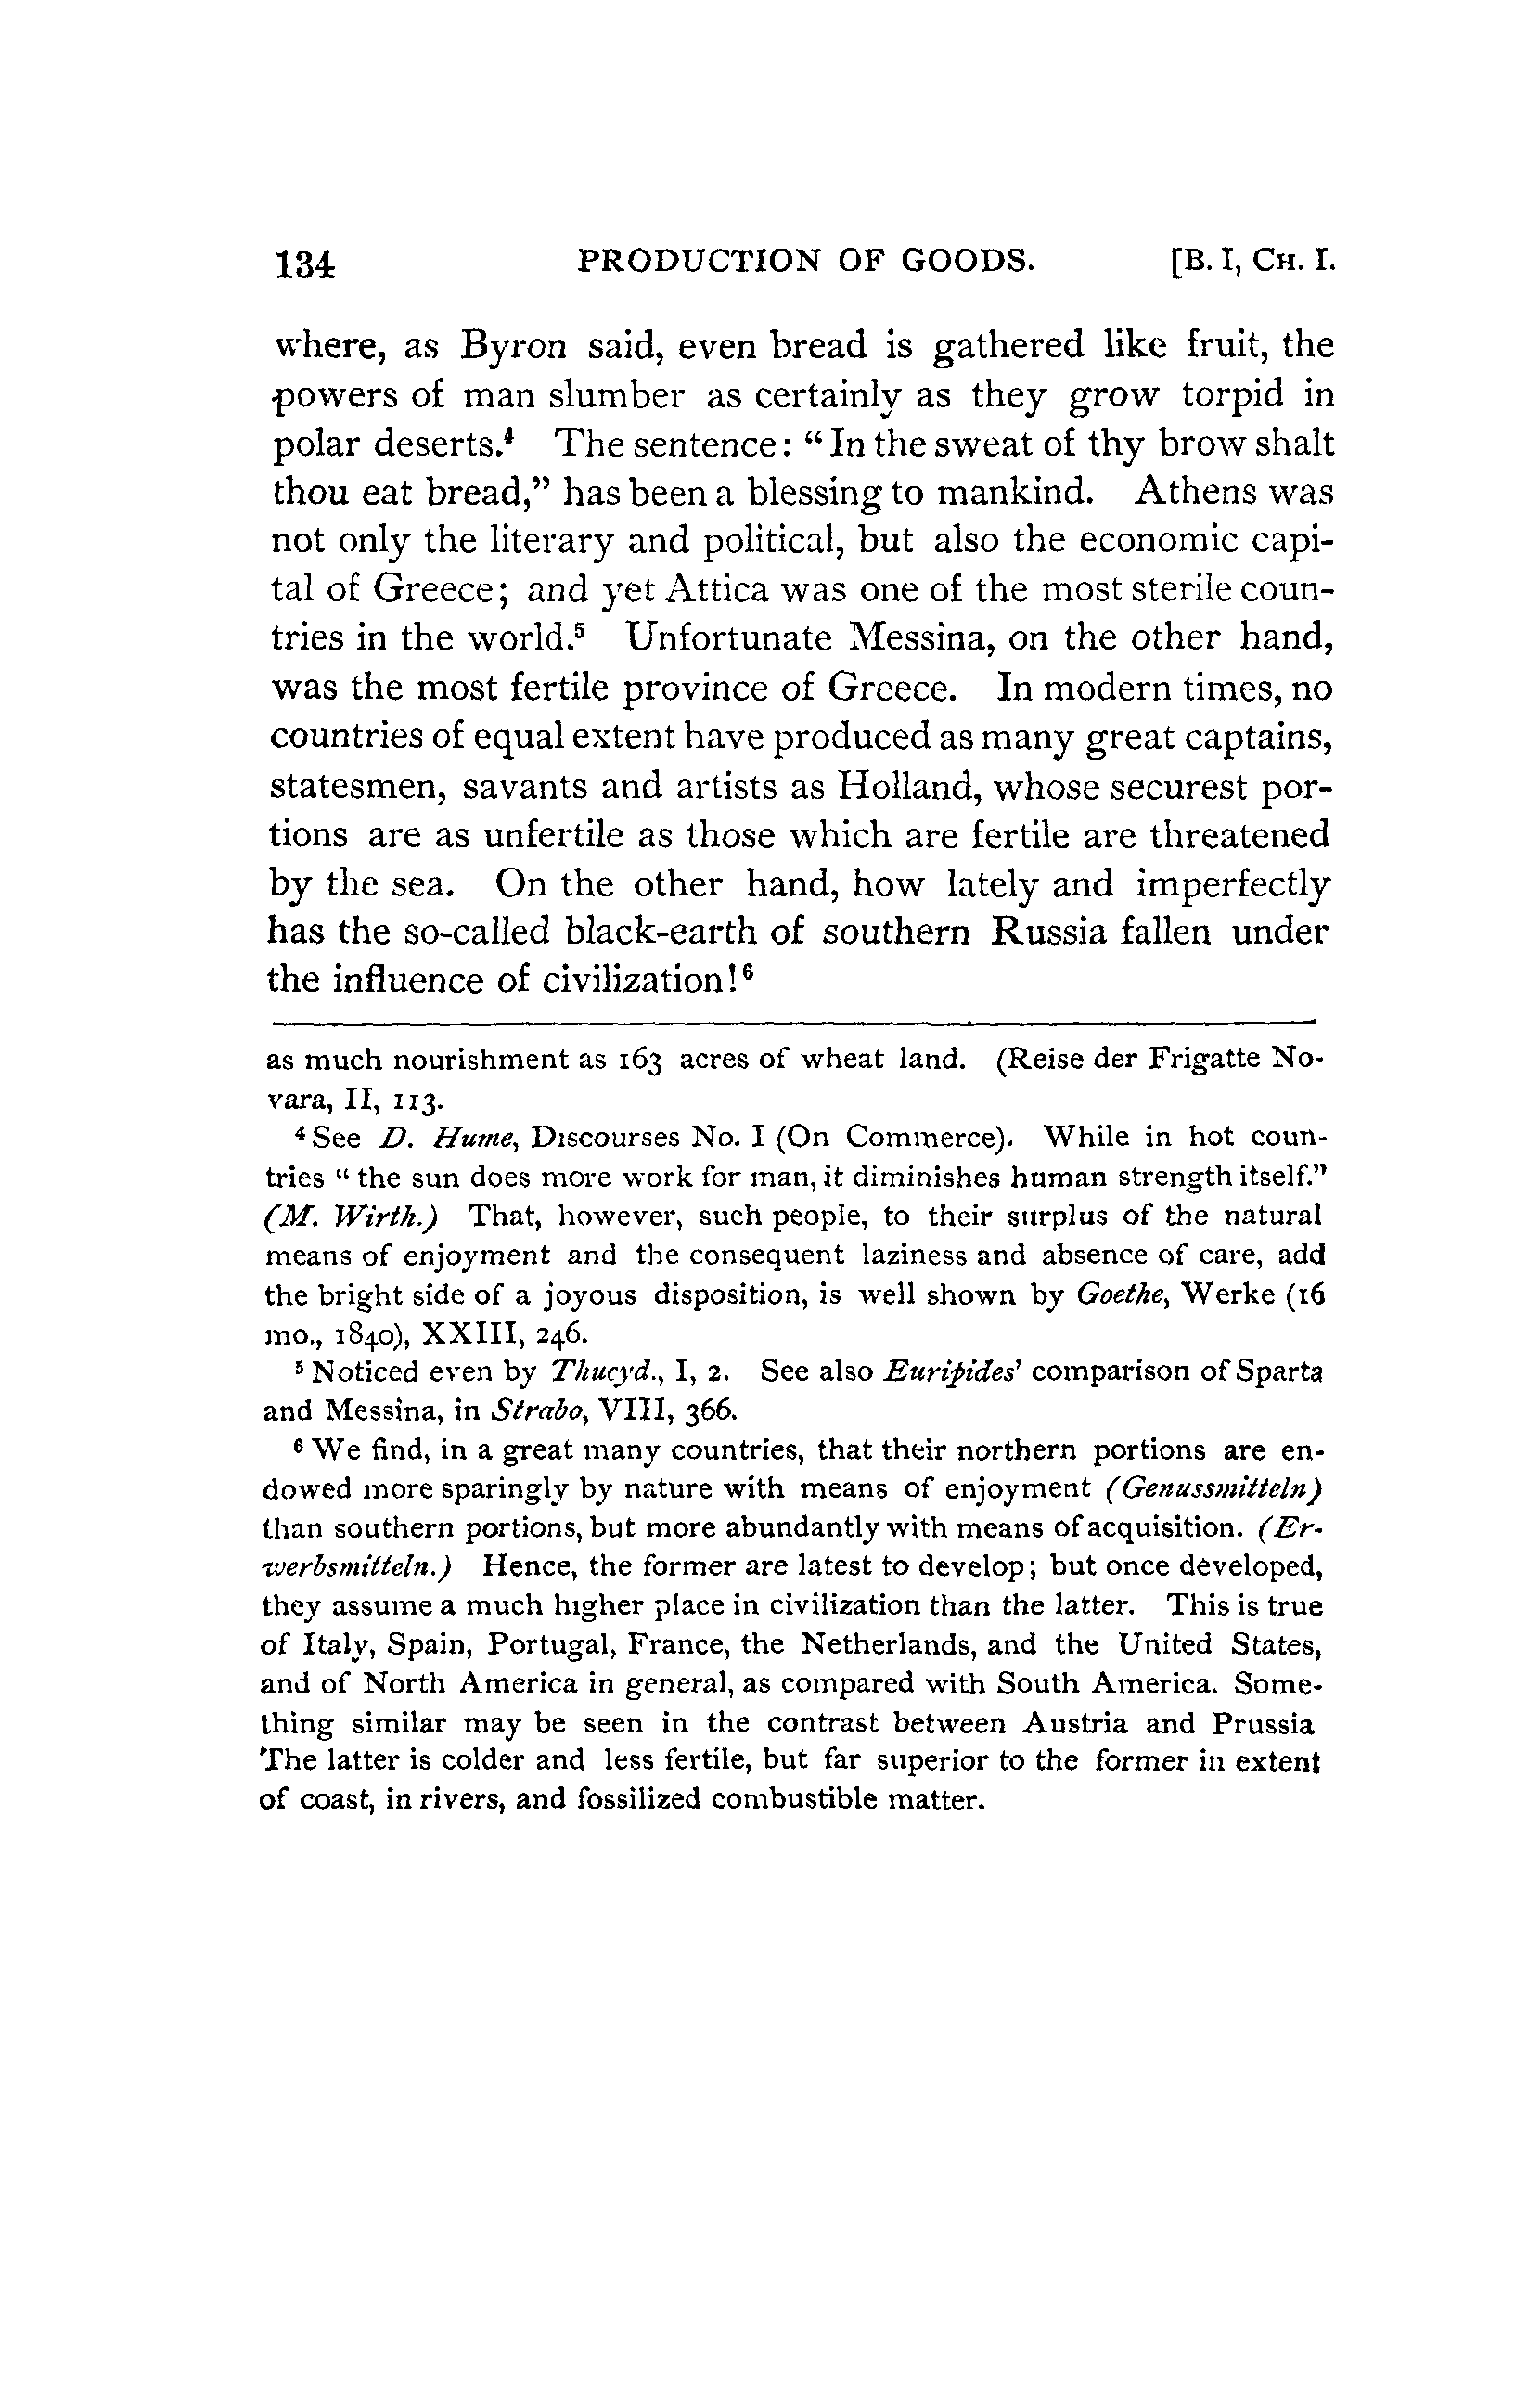 134 PRODUCTION OF GOODS. [B. I, CH. I.
where, as Byron said, even bread is gathered like fruit, the
powers of man slumber as certainly as they grow torpid in
polar deserts.⁴ The sentence: “In the sweat of thy brow shalt
thou eat bread,” has been a blessing to mankind. Athens was
not only the literary and political, but also the economic capi-
tal of Greece; and yet Attica was one of the most sterile coun-
tries in the world.⁵ Unfortunate Messina, on the other hand,
was the most fertile province of Greece. In modern times, no
countries of equal extent have produced as many great captains,
statesmen, savants and artists as Holland, whose securest por-
tions are as unfertile as those which are fertile are threatened
by the sea. On the other hand, how lately and imperfectly
has the so-called black-earth of southern Russia fallen under
the influence of civilization!⁶
as much nourishment as 163 acres of wheat land. (Reise der Frigatte No-
vara, II, 113.
⁴ See D. Hume, Discourses No. I (On Commerce). While in hot coun-
tries “the sun does more work for man, it diminishes human strength itself.”
(M. Wirth.) That, however, such people, to their surplus of the natural
means of enjoyment and the consequent laziness and absence of care, add
the bright side of a joyous disposition, is well shown by Goethe, Werke (16
mo., 1840), XXIII, 246.
⁵ Noticed even by Thucyd., I, 2. See also Euripides’ comparison of Sparta
and Messina, in Strabo, VIII, 366.
⁶ We find, in a great many countries, that their northern portions are en-
dowed more sparingly by nature with means of enjoyment (Genussmitteln)
than southern portions, but more abundantly with means of acquisition. (Er-
werbsmitteln.) Hence, the former are latest to develop; but once developed,
they assume a much higher place in civilization than the latter. This is true
of Italy, Spain, Portugal, France, the Netherlands, and the United States,
and of North America in general, as compared with South America. Some-
thing similar may be seen in the contrast between Austria and Prussia
The latter is colder and less fertile, but far superior to the former in extent
of coast, in rivers, and fossilized combustible matter.